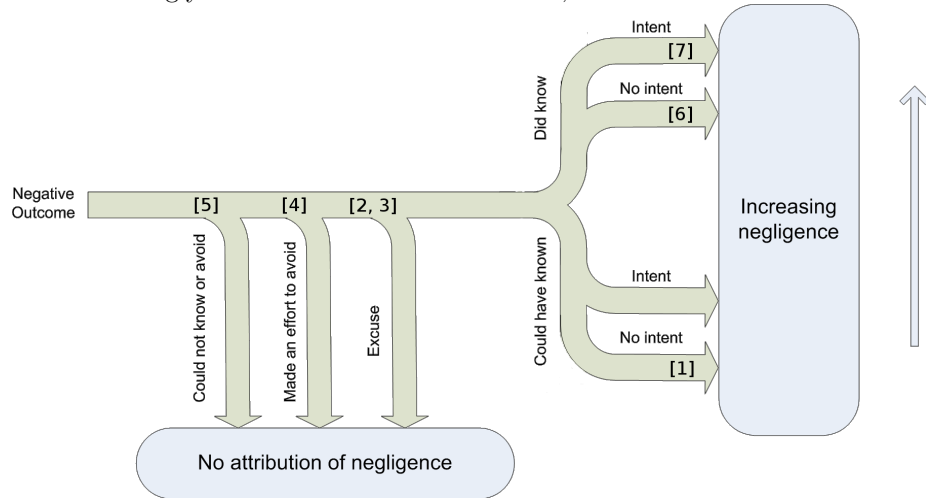 Intent
[7]
No intent
[6]
Did know
Negative
Outcome
[5]
[4]
[2, 3]
Could not know or avoid
Made an effort to avoid
Excuse
Could have known
Intent
No intent
[1]
Increasing
negligence
No attribution of negligence